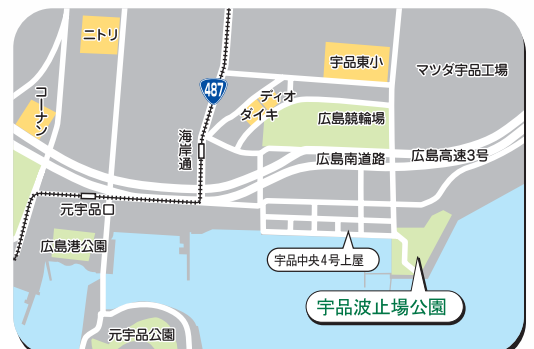 ニトリ
宇品東小
マツダ宇品工場
487
コーナン
ディオ
ダイキ
広島競輪場
海岸通
広島南道路
広島高速3号
元宇品口
広島港公園
宇品中央4号上屋
宇品波止場公園
元宇品公園